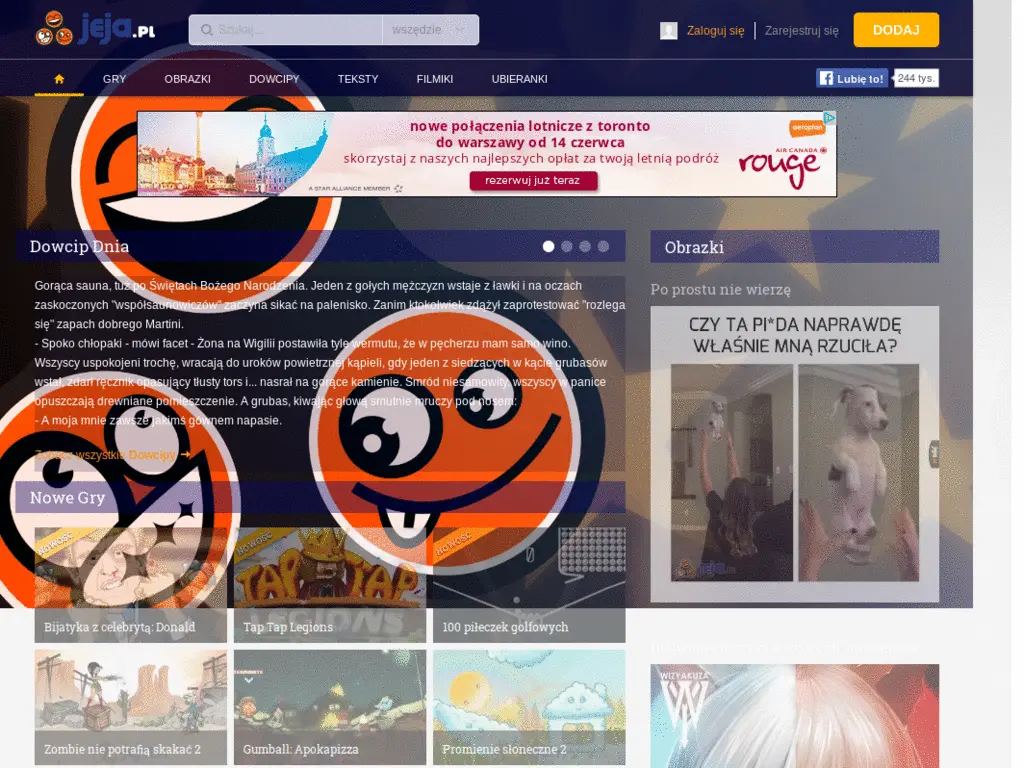 jeja.pl
Szukaj...
wszędzie
Zaloguj się
Zarejestruj się
DODAJ
GRY
OBRAZKI
DOWCIPY
TEKSTY
FILMIKI
UBIERANKI
Lubię to!
244 tys.
nowe połączenia lotnicze z toronto
do warszawy od 14 czerwca
skorzystaj z naszych najlepszych opłat za twoją letnią podróż
rezerwuj już teraz
A STAR ALLIANCE MEMBER
aeroplan
AIR CANADA
rouge
Dowcip Dnia
Gorąca sauna, tuż po Świętach Bożego Narodzenia. Jeden z gołych mężczyzn wstaje z ławki i na oczach
zaskoczonych "współsaunowiczów" zaczyna sikać na palenisko. Zanim ktokolwiek zdążył zaprotestować "rozlega
się" zapach dobrego Martini.
- Spoko chłopaki - mówi facet - Żona na Wigilii postawiła tyle wermutu, że w pęcherzu mam samo wino.
Wszyscy uspokojeni trochę, wracają do uroków powietrznej kąpieli, gdy jeden z siedzących w kącie grubasów
wstał, zdarł ręcznik opasujący tłusty tors i... nasrał na gorące kamienie. Smród niesamowity, wszyscy w panice
opuszczają drewniane pomieszczenie. A grubas, kiwając głową smutnie mruczy pod nosem:
- A moja mnie zawsze jakimś gównem napasie.
Zobacz wszystkie Dowcipy
Obrazki
Po prostu nie wierzę
CZY TA PI*DA NAPRAWDĘ
WŁAŚNIE MNĄ RZUCIŁA?
jeja.pl
Nowe Gry
NOWOŚĆ
NOWOŚĆ
NOWOŚĆ
TAP TAP
LEGIONS
0
Bijatyka z celebrytą: Donald
Tap Tap Legions
100 piłeczek golfowych
Zombie nie potrafią skakać 2
Gumball: Apokapizza
Promienie słoneczne 2
WIZYAKUZA